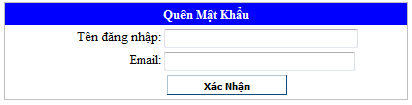 Quên Mật Khẩu
Tên đăng nhập:
Email:
Xác Nhận